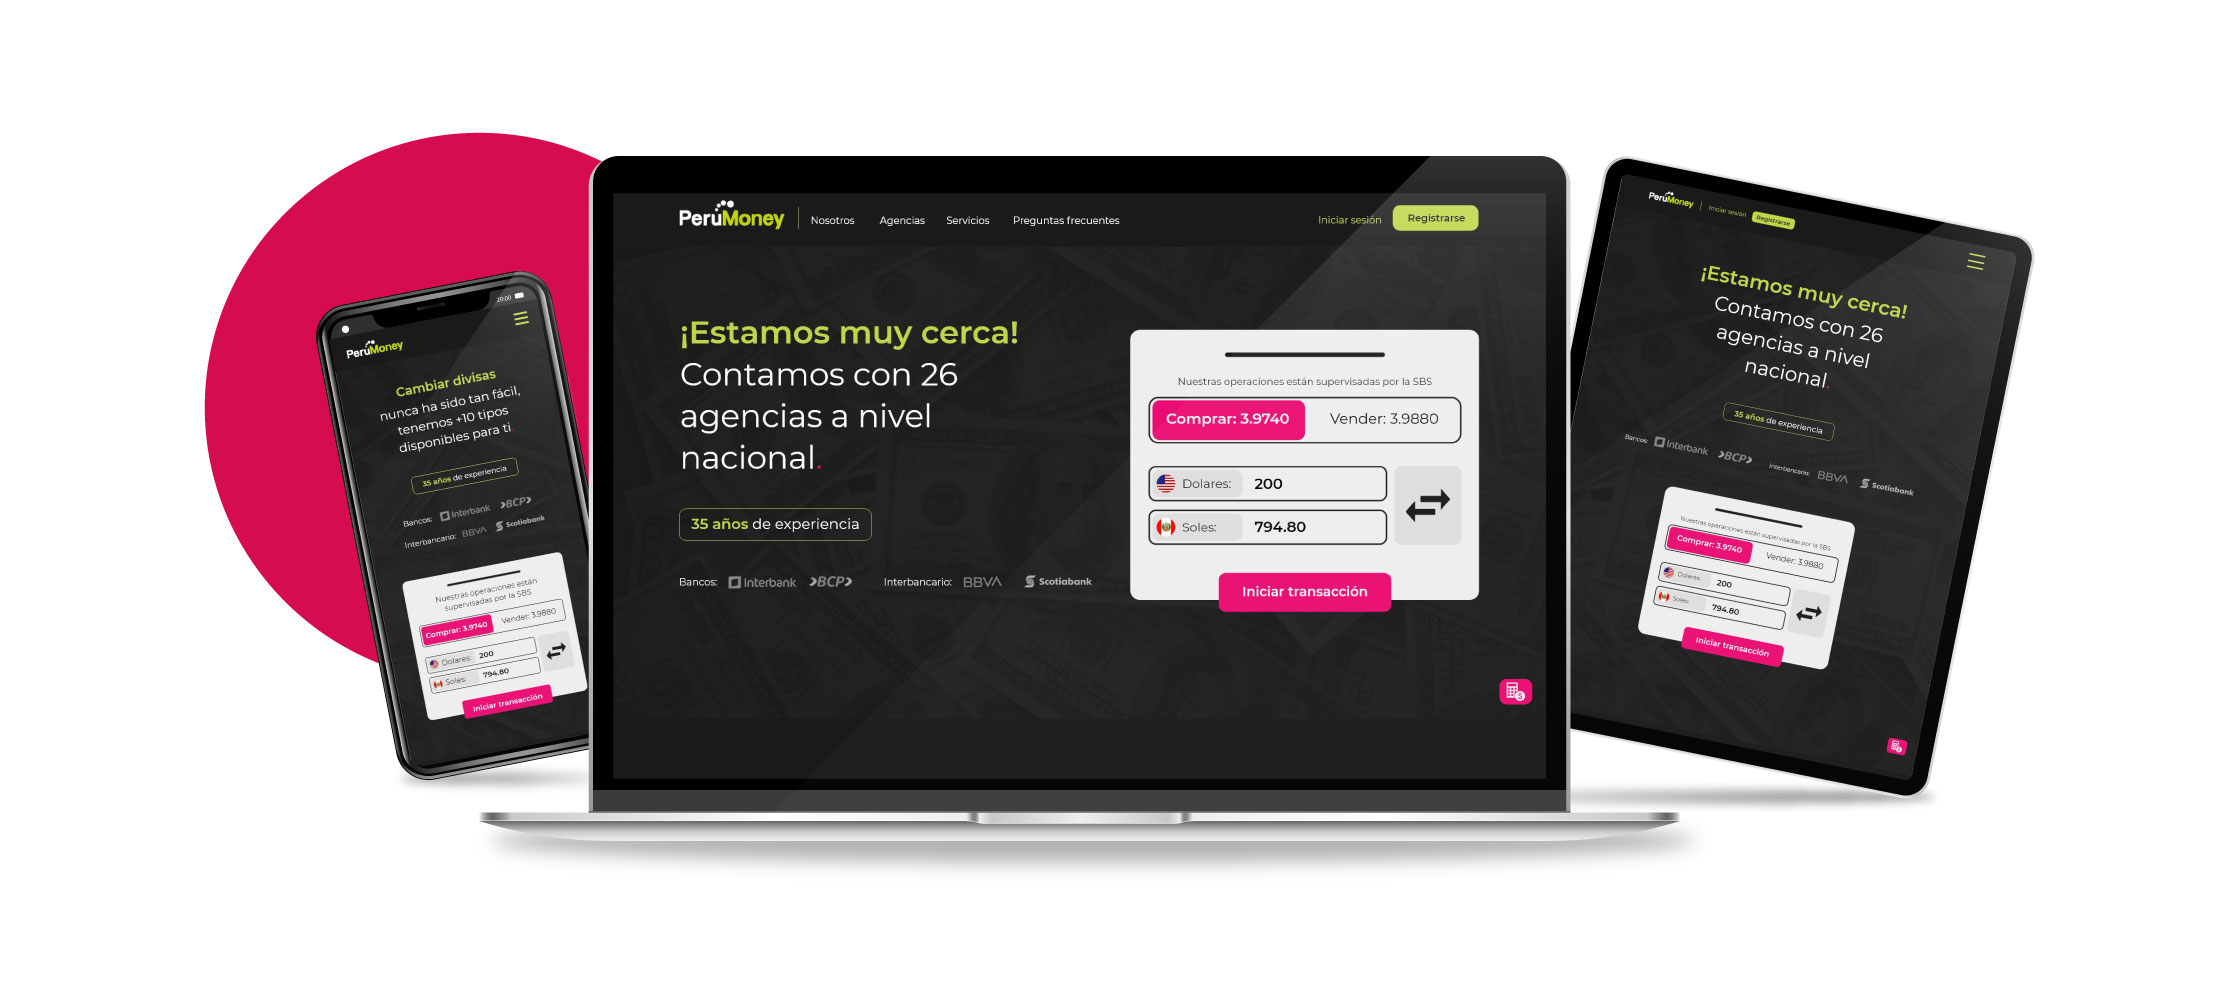 20:00
PerúMoney
Cambiar divisas
nunca ha sido tan fácil,
tenemos +10 tipos
disponibles para ti.
35 años de experiencia
Bancos: Interbank BCP
Interbancario: BBVA Scotiabank
Nuestras operaciones están
supervisadas por la SBS
Comprar: 3.9740 Vender: 3.9880
Dolares: 200
Soles: 794.80
Iniciar transacción
PerúMoney Nosotros Agencias Servicios Preguntas frecuentes Iniciar sesión Registrarse
¡Estamos muy cerca!
Contamos con 26
agencias a nivel
nacional.
35 años de experiencia
Bancos: Interbank BCP Interbancario: BBVA Scotiabank
Nuestras operaciones están supervisadas por la SBS
Comprar: 3.9740 Vender: 3.9880
Dolares: 200
Soles: 794.80
Iniciar transacción
PerúMoney Iniciar sesión Registrarse
¡Estamos muy cerca!
Contamos con 26
agencias a nivel
nacional.
35 años de experiencia
Bancos: Interbank BCP Interbancario: BBVA Scotiabank
Nuestras operaciones están supervisadas por la SBS
Comprar: 3.9740 Vender: 3.9880
Dolares: 200
Soles: 794.80
Iniciar transacción